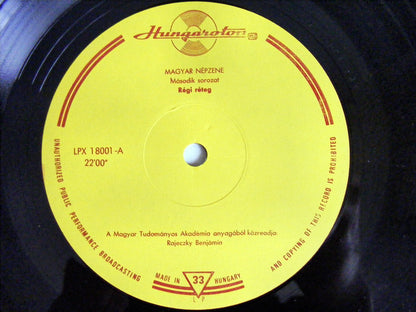 Hungaroton
MAGYAR NÉPZENE
Második sorozat
Régi réteg
LPX 18001-A
22'00"
A Magyar Tudományos Akadémia anyagából közreadja
Rajeczky Benjámin
UNAUTHORIZED PUBLIC PERFORMANCE BROADCASTING
AND COPYING OF THIS RECORD IS PROHIBITED
MADE IN 33 HUNGARY
LP